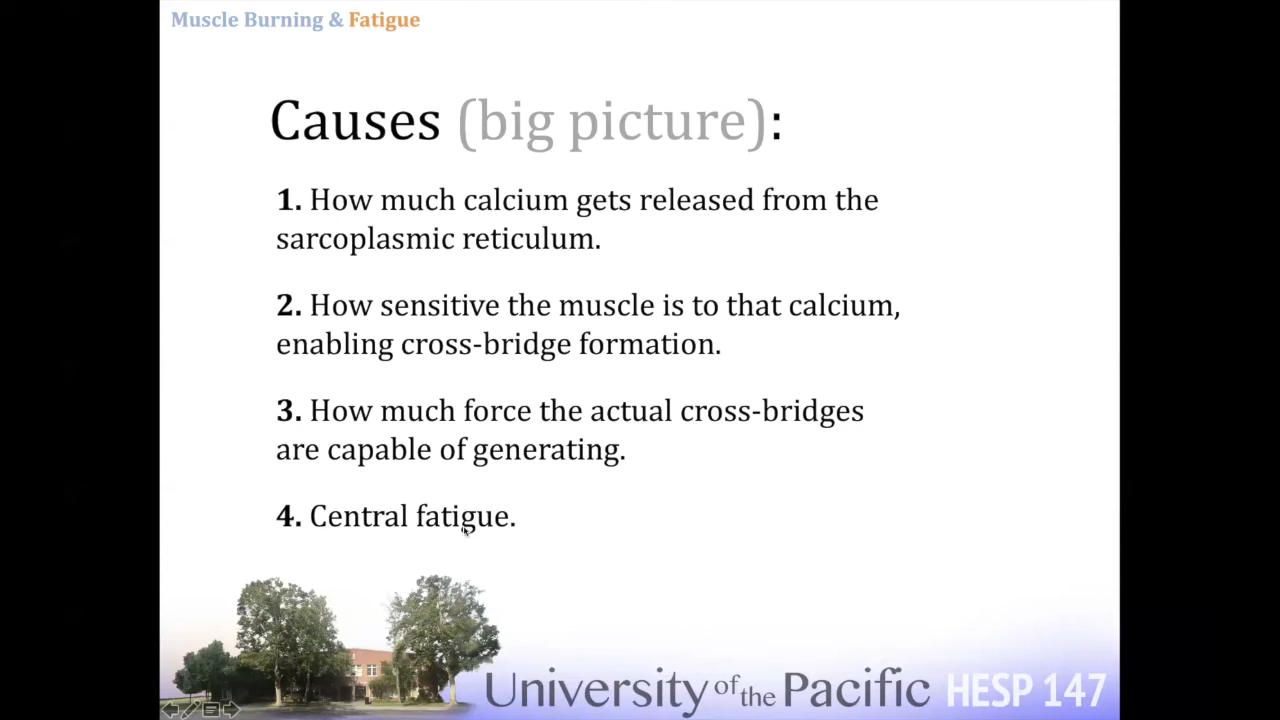 Muscle Burning & Fatigue
Causes (big picture):
1. How much calcium gets released from the
sarcoplasmic reticulum.
2. How sensitive the muscle is to that calcium,
enabling cross-bridge formation.
3. How much force the actual cross-bridges
are capable of generating.
4. Central fatigue.
University of the Pacific HESP 147